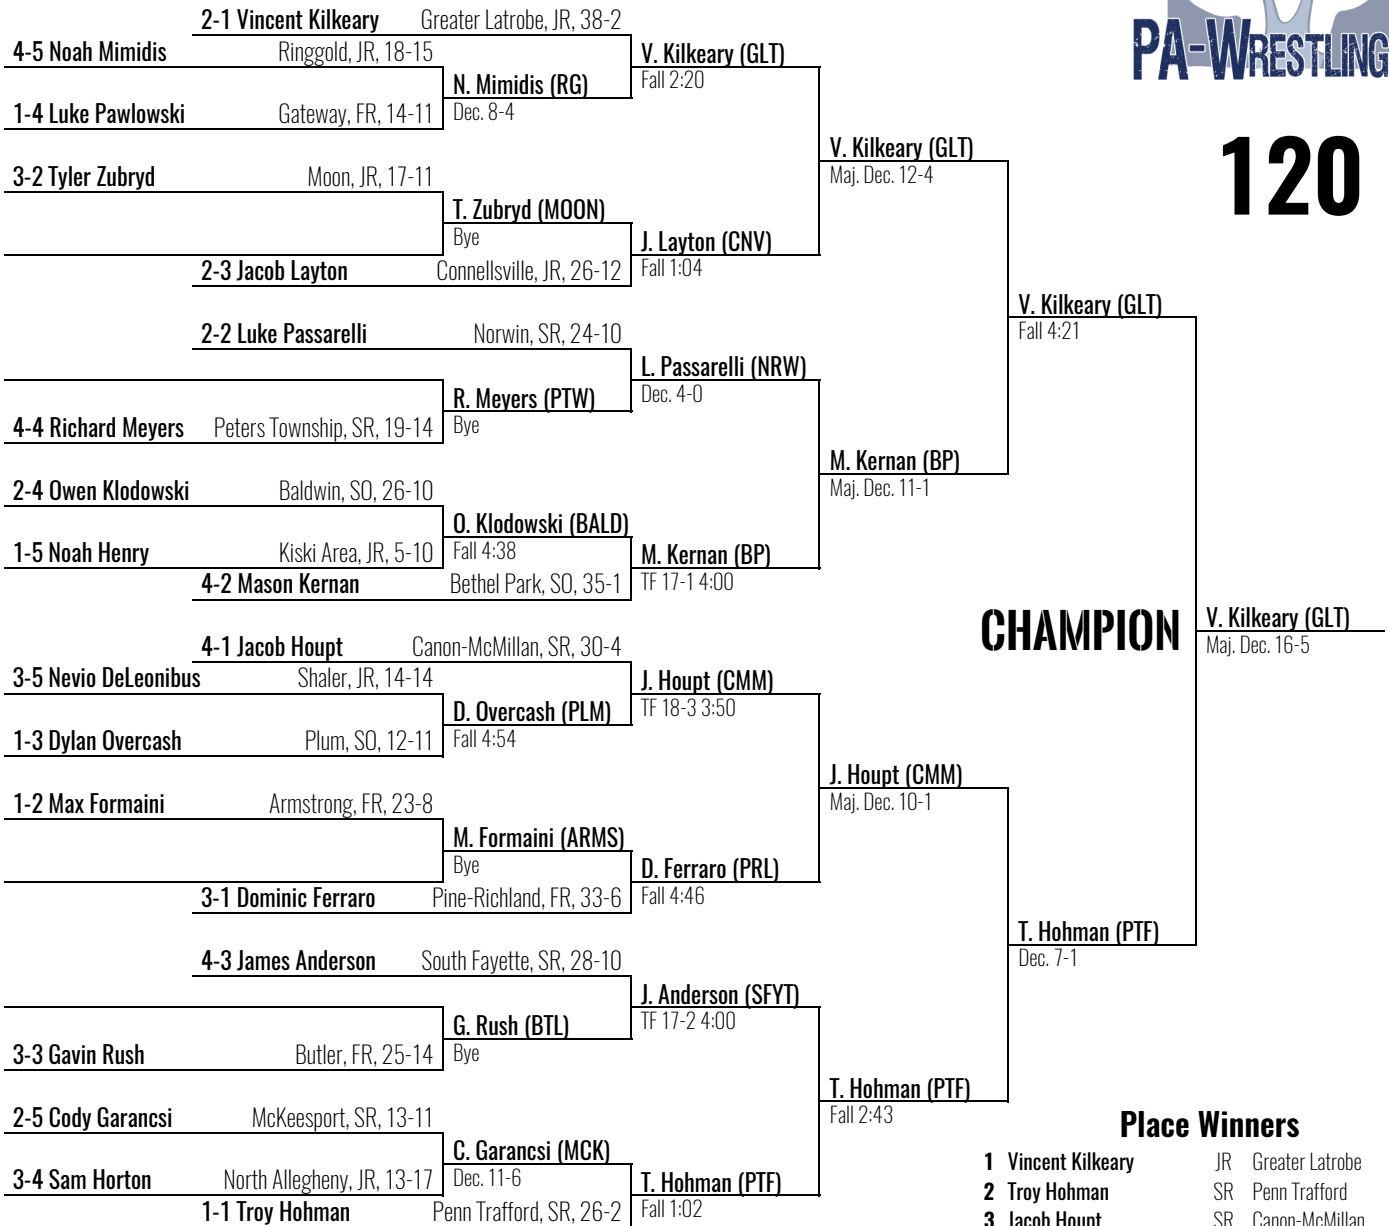 2-1 Vincent Kilkeary Greater Latrobe, JR, 38-2
4-5 Noah Mimidis Ringgold, JR, 18-15
V. Kilkeary (GLT)
Fall 2:20
N. Mimidis (RG)
Dec. 8-4
1-4 Luke Pawlowski Gateway, FR, 14-11
PA-WRESTLING
120
V. Kilkeary (GLT)
Maj. Dec. 12-4
3-2 Tyler Zubryd Moon, JR, 17-11
T. Zubryd (MOON)
Bye
J. Layton (CNV)
Fall 1:04
2-3 Jacob Layton Connellsville, JR, 26-12
V. Kilkeary (GLT)
Fall 4:21
2-2 Luke Passarelli Norwin, SR, 24-10
L. Passarelli (NRW)
Dec. 4-0
R. Meyers (PTW)
Bye
4-4 Richard Meyers Peters Township, SR, 19-14
M. Kernan (BP)
Maj. Dec. 11-1
2-4 Owen Klodowski Baldwin, SO, 26-10
O. Klodowski (BALD)
Fall 4:38
1-5 Noah Henry Kiski Area, JR, 5-10
M. Kernan (BP)
TF 17-1 4:00
4-2 Mason Kernan Bethel Park, SO, 35-1
CHAMPION
V. Kilkeary (GLT)
Maj. Dec. 16-5
4-1 Jacob Houpt Canon-McMillan, SR, 30-4
3-5 Nevio DeLeonibus Shaler, JR, 14-14
J. Houpt (CMM)
TF 18-3 3:50
D. Overcash (PLM)
Fall 4:54
1-3 Dylan Overcash Plum, SO, 12-11
J. Houpt (CMM)
Maj. Dec. 10-1
1-2 Max Formaini Armstrong, FR, 23-8
M. Formaini (ARMS)
Bye
D. Ferraro (PRL)
Fall 4:46
3-1 Dominic Ferraro Pine-Richland, FR, 33-6
T. Hohman (PTF)
Dec. 7-1
4-3 James Anderson South Fayette, SR, 28-10
J. Anderson (SFYT)
TF 17-2 4:00
G. Rush (BTL)
Bye
3-3 Gavin Rush Butler, FR, 25-14
T. Hohman (PTF)
Fall 2:43
2-5 Cody Garancsi McKeesport, SR, 13-11
C. Garancsi (MCK)
Dec. 11-6
3-4 Sam Horton North Allegheny, JR, 13-17
T. Hohman (PTF)
Fall 1:02
1-1 Troy Hohman Penn Trafford, SR, 26-2
Place Winners
1 Vincent Kilkeary JR Greater Latrobe
2 Troy Hohman SR Penn Trafford
3 Jacob Houpt SR Canon-McMillan